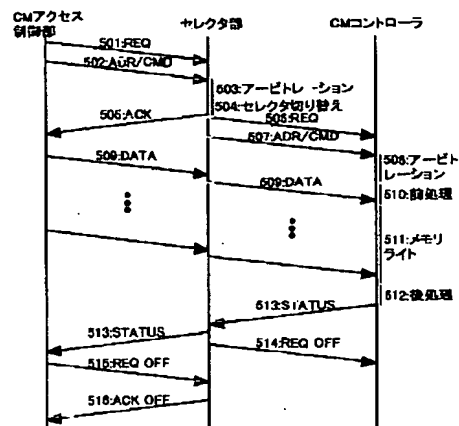 CMアクセス
制御部
セレクタ部
CMコントローラ
501:REQ
502:ADR/CMD
503:アービトレーション
504:セレクタ切り替え
505:REQ
506:ACK
507:ADR/CMD
508:アービト
レーション
509:DATA
509:DATA
510:前処理
511:メモリ
ライト
512:後処理
513:STATUS
513:STATUS
514:REQ OFF
515:REQ OFF
516:ACK OFF